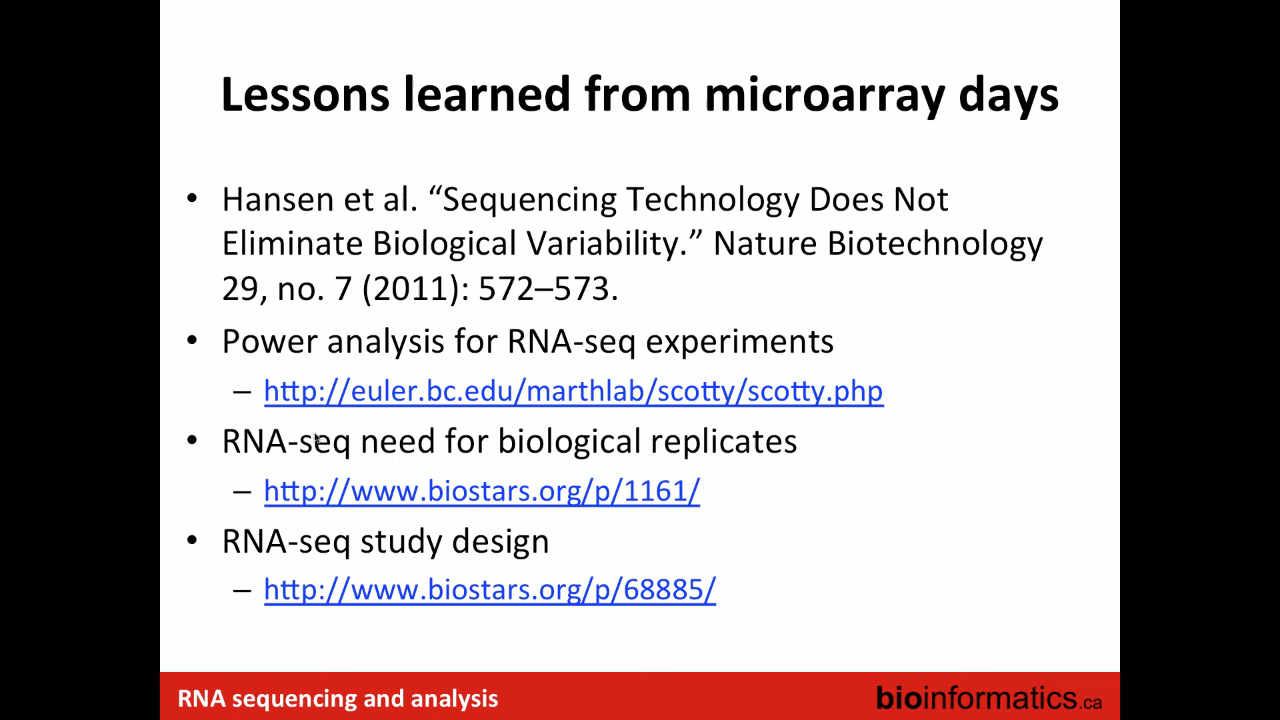 Lessons learned from microarray days
• Hansen et al. “Sequencing Technology Does Not
Eliminate Biological Variability.” Nature Biotechnology
29, no. 7 (2011): 572–573.
• Power analysis for RNA-seq experiments
– http://euler.bc.edu/marthlab/scotty/scotty.php
• RNA-seq need for biological replicates
– http://www.biostars.org/p/1161/
• RNA-seq study design
– http://www.biostars.org/p/68885/
RNA sequencing and analysis
bioinformatics.ca